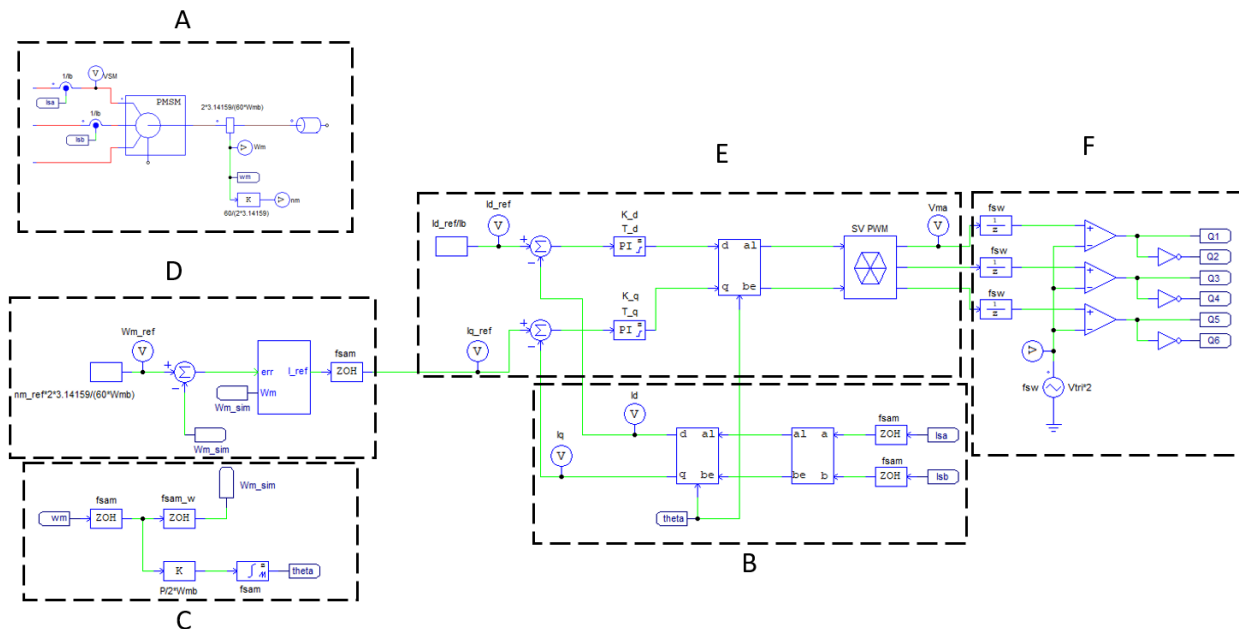 A
1/Ib
V
VSM
Isa
PMSM
2*3.14159/(60*Wmb)
1/Ib
Isb
V
Wm
wm
K
V
nm
60/(2*3.14159)
D
Wm_ref
V
fsam
err
I_ref
ZOH
Wm
nm_ref*2*3.14159/(60*Wmb)
Wm_sim
Wm_sim
fsam
fsam_w
Wm_sim
wm
ZOH
ZOH
K
theta
P/2*Wmb
fsam
C
E
Id_ref
K_d
T_d
Id_ref/Ib
V
PI
d
al
SV PWM
Vma
V
K_q
T_q
q
be
Iq_ref
V
PI
Id
V
Iq
V
d
al
al
a
fsam
ZOH
Isa
q
be
be
b
fsam
ZOH
Isb
theta
B
F
fsw
1
z
Q1
Q2
fsw
1
z
Q3
Q4
fsw
1
z
Q5
Q6
V
fsw
Vtri*2